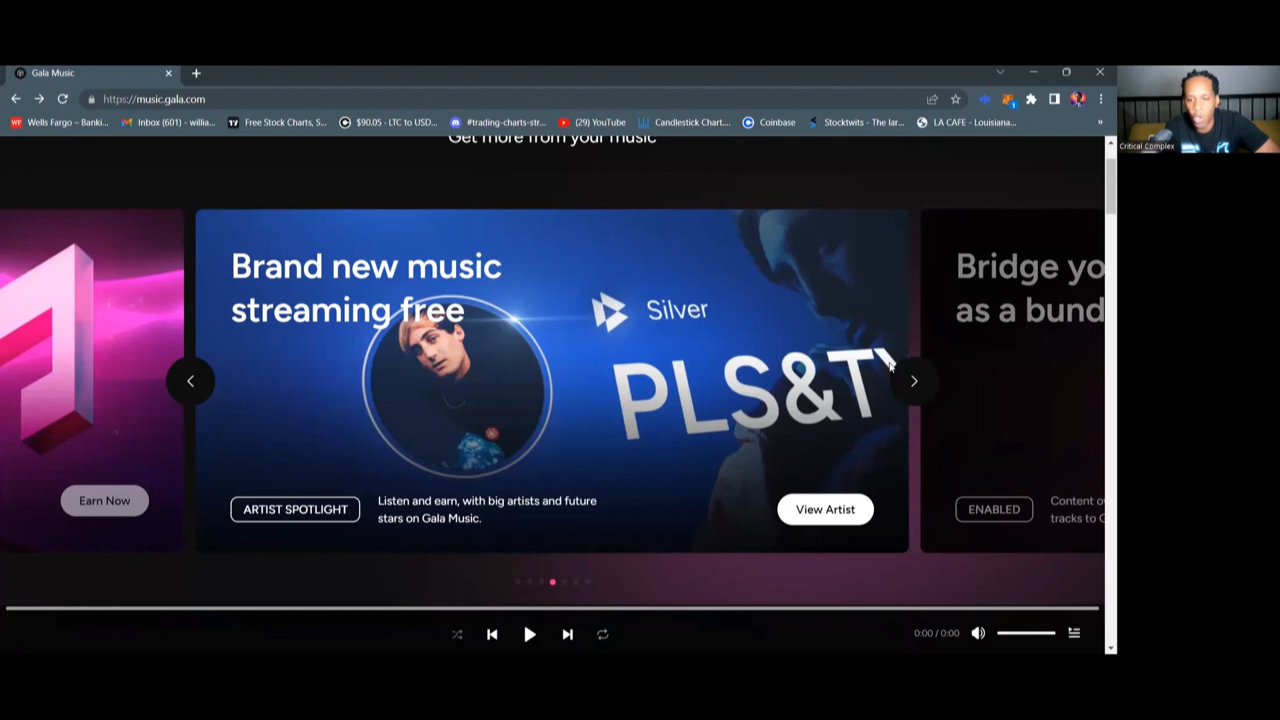 Gala Music
https://music.gala.com
Wells Fargo – Banki...
Inbox (601) - willia...
Free Stock Charts, S...
$90.05 - LTC to USD...
#trading-charts-str...
(29) YouTube
Candlestick Chart....
Coinbase
Stocktwits - The lar...
LA CAFE - Louisiana...
Critical Complex
Get more from your music
Brand new music
streaming free
Silver
PLS&TY
Bridge yo
as a bund
Earn Now
ARTIST SPOTLIGHT
Listen and earn, with big artists and future
stars on Gala Music.
View Artist
ENABLED
Content o
tracks to
0:00 / 0:00